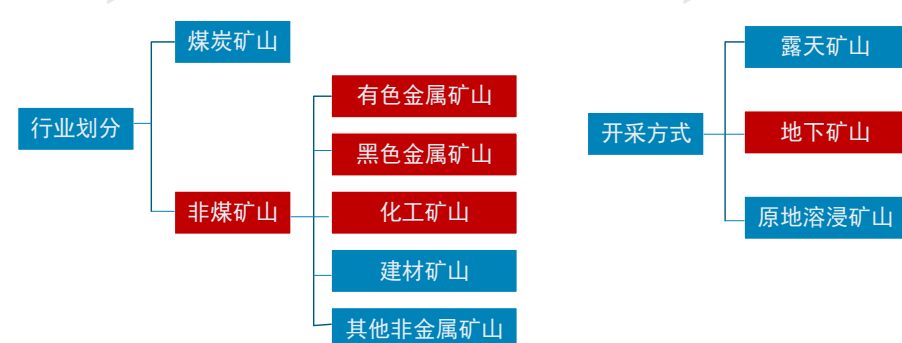 行业划分
煤炭矿山
非煤矿山
有色金属矿山
黑色金属矿山
化工矿山
建材矿山
其他非金属矿山
开采方式
露天矿山
地下矿山
原地溶浸矿山